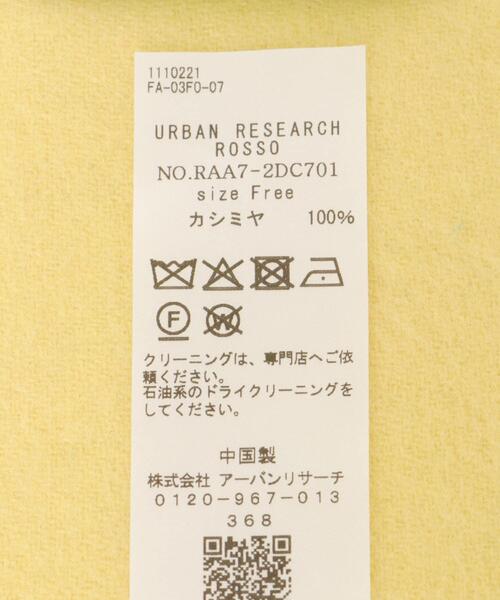 1110221
FA-03F0-07
URBAN RESEARCH
ROSSO
NO.RAA7-2DC701
size Free
カシミヤ 100%
F
W
クリーニングは、専門店へご依
頼ください。
石油系のドライクリーニングを
してください。
中国製
株式会社 アーバンリサーチ
0120-967-013
368